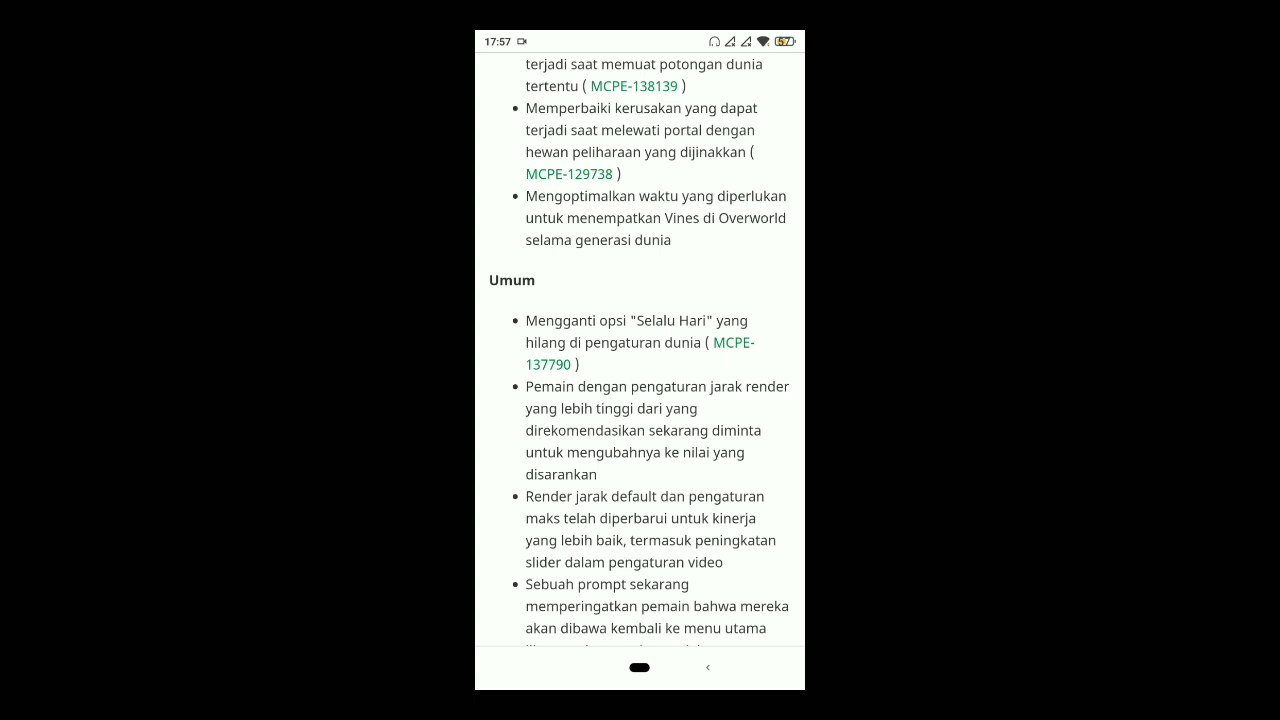 17:57
57
terjadi saat memuat potongan dunia
tertentu ( MCPE-138139 )
• Memperbaiki kerusakan yang dapat
terjadi saat melewati portal dengan
hewan peliharaan yang dijinakkan (
MCPE-129738 )
• Mengoptimalkan waktu yang diperlukan
untuk menempatkan Vines di Overworld
selama generasi dunia
Umum
• Mengganti opsi "Selalu Hari" yang
hilang di pengaturan dunia ( MCPE-
137790 )
• Pemain dengan pengaturan jarak render
yang lebih tinggi dari yang
direkomendasikan sekarang diminta
untuk mengubahnya ke nilai yang
disarankan
• Render jarak default dan pengaturan
maks telah diperbarui untuk kinerja
yang lebih baik, termasuk peningkatan
slider dalam pengaturan video
• Sebuah prompt sekarang
memperingatkan pemain bahwa mereka
akan dibawa kembali ke menu utama